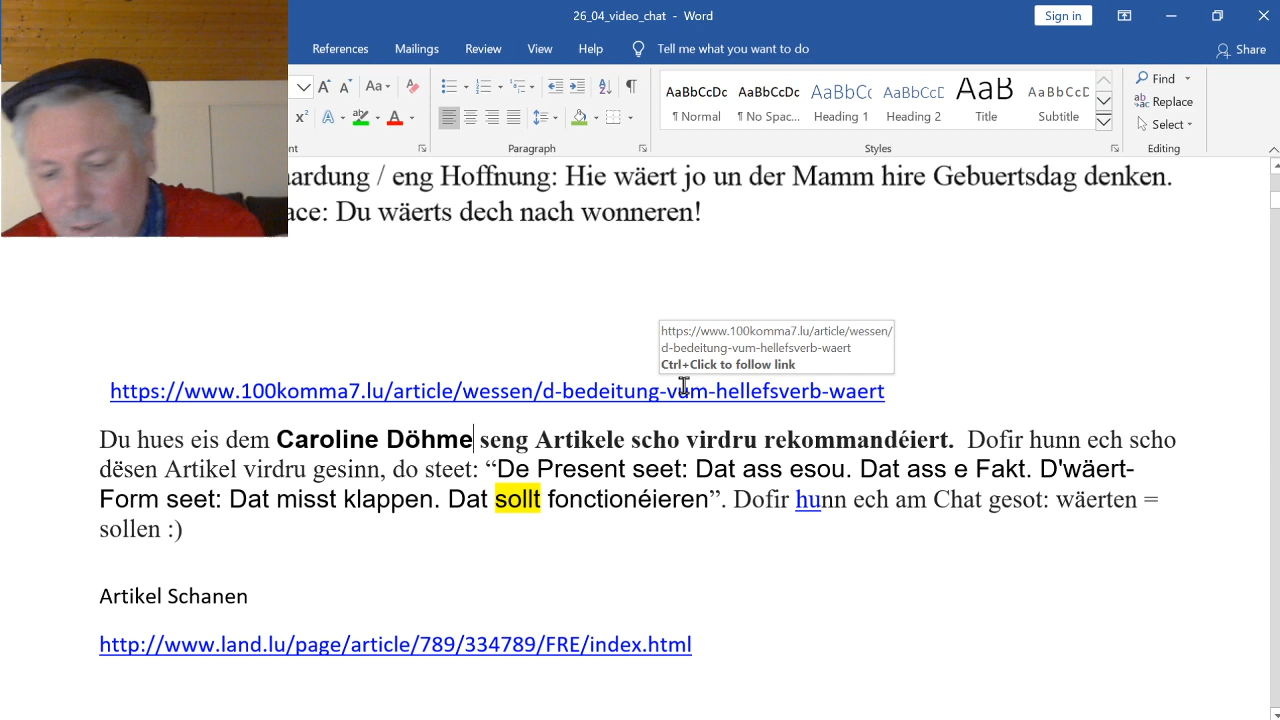 26_04_video_chat - Word
Sign in
References Mailings Review View Help Tell me what you want to do
Share
AaBbCcDc AaBbCcDc AaBbCc AaBbCcD AaB AaBbCcD
Find
Replace
Select
¶ Normal ¶ No Spac... Heading 1 Heading 2 Title Subtitle
Paragraph Styles Editing
eng Hoffnung: Hie wäert jo un der Mamm hire Gebuertsdag denken.
Du wäerts dech nach wonneren!
https://www.100komma7.lu/article/wessen/
d-bedeitung-vum-hellefsverb-waert
Ctrl+Click to follow link
https://www.100komma7.lu/article/wessen/d-bedeitung-vum-hellefsverb-waert
Du hues eis dem Caroline Döhmer seng Artikele scho virdru rekommandéiert. Dofir hunn ech scho
dësen Artikel virdru gesinn, do steet: “De Present seet: Dat ass esou. Dat ass e Fakt. D'wäert-
Form seet: Dat misst klappen. Dat sollt fonctionéieren”. Dofir hunn ech am Chat gesot: wäerten =
sollen :)
Artikel Schanen
http://www.land.lu/page/article/789/334789/FRE/index.html